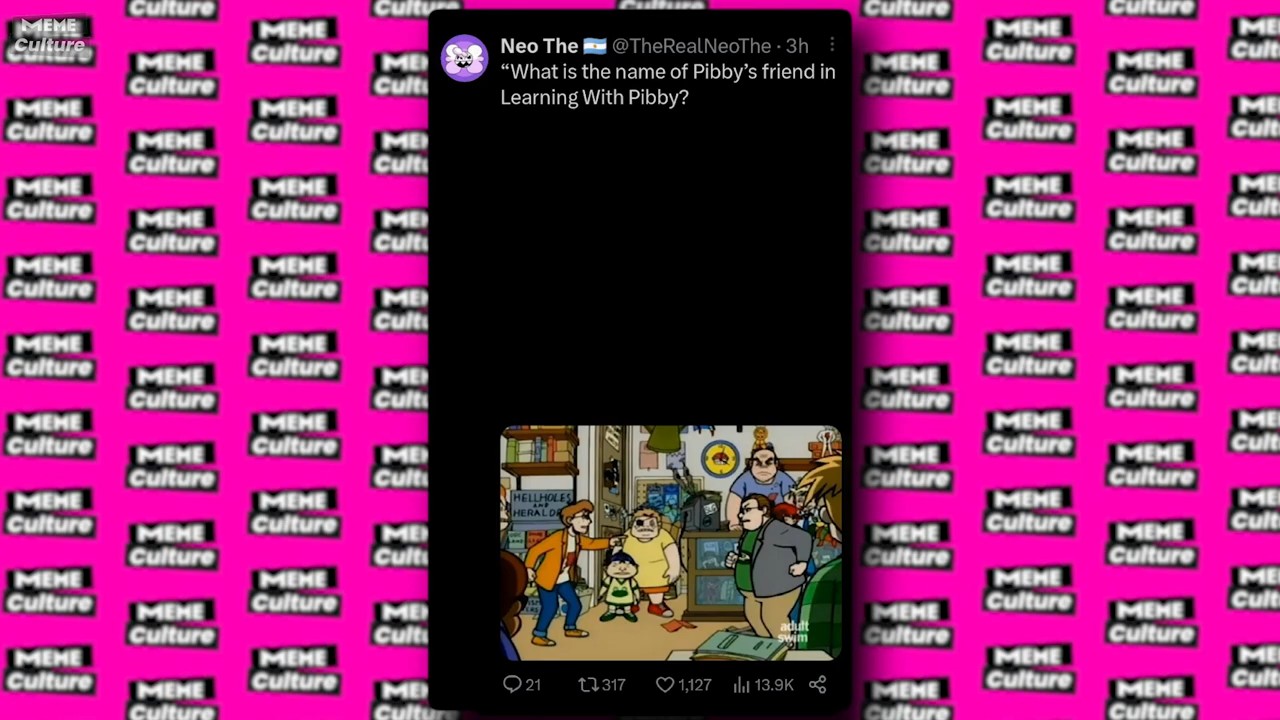 MEME
Culture
Neo The 🇦🇷 @TheRealNeoThe · 3h
“What is the name of Pibby’s friend in
Learning With Pibby?
HELLHOLES
AND
adult
swim
21
317
1,127
13.9K